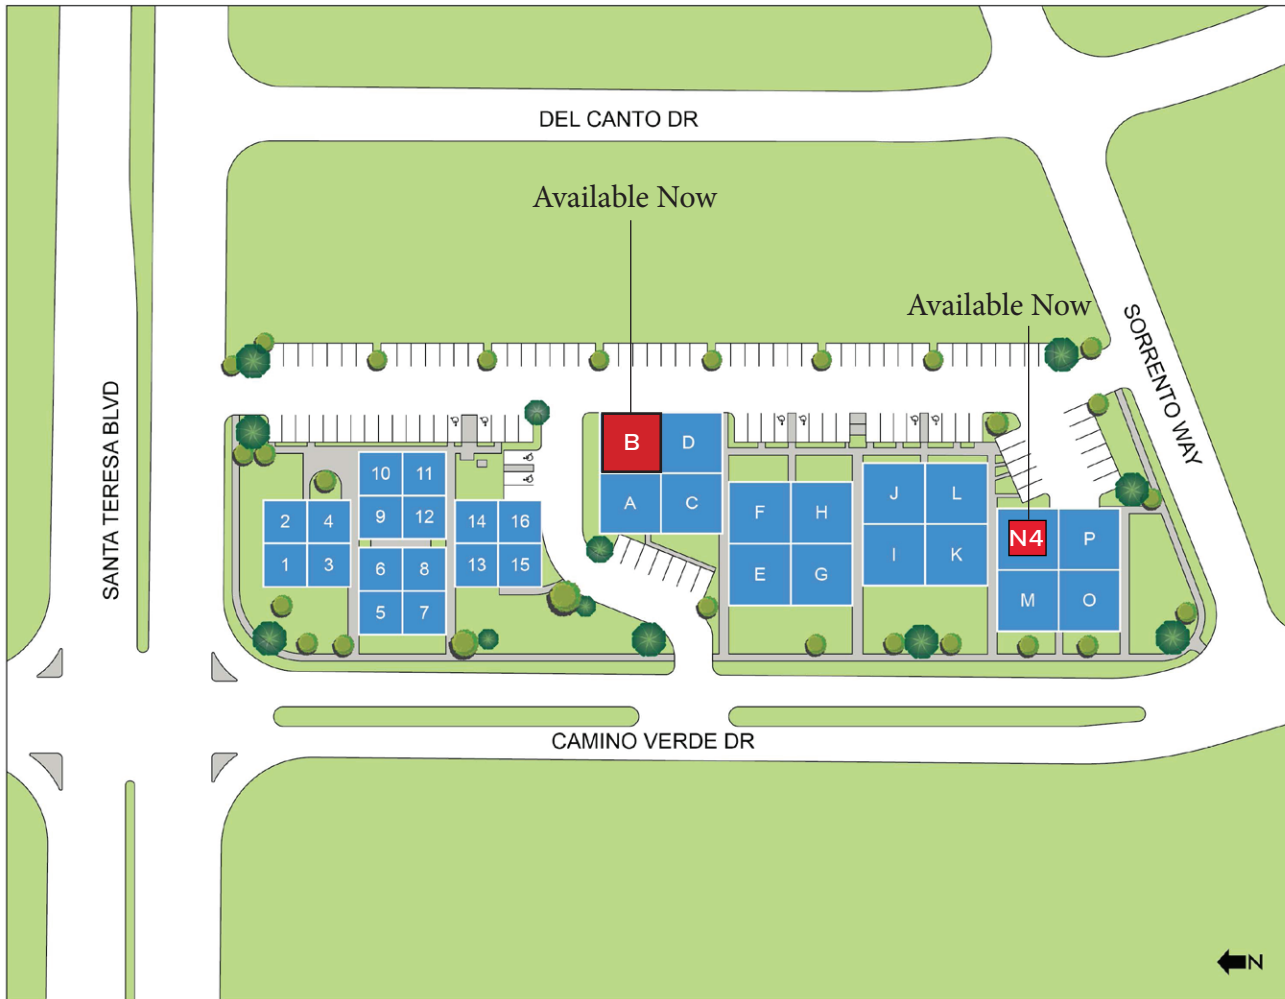 DEL CANTO DR
Available Now
Available Now
SORRENTO WAY
SANTA TERESA BLVD
B
D
A
C
10
11
9
12
2
4
1
3
14
16
13
15
6
8
5
7
F
H
E
G
J
L
I
K
N4
P
M
O
CAMINO VERDE DR
N